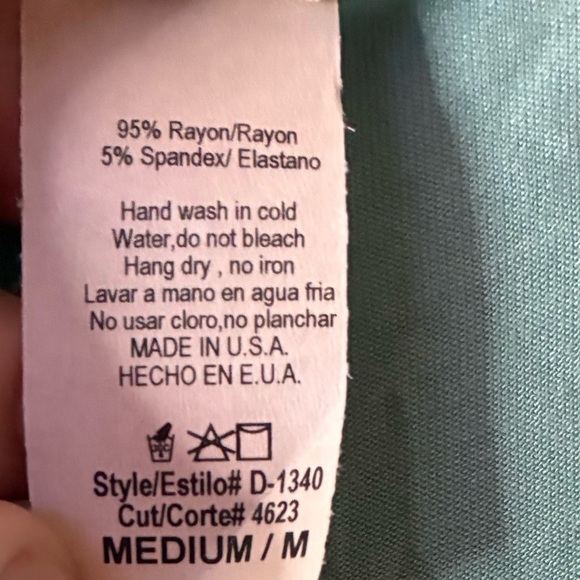 95% Rayon/Rayon
5% Spandex/ Elastano
Hand wash in cold
Water,do not bleach
Hang dry , no iron
Lavar a mano en agua fria
No usar cloro,no planchar
MADE IN U.S.A.
HECHO EN E.U.A.
Style/Estilo# D-1340
Cut/Corte# 4623
MEDIUM / M